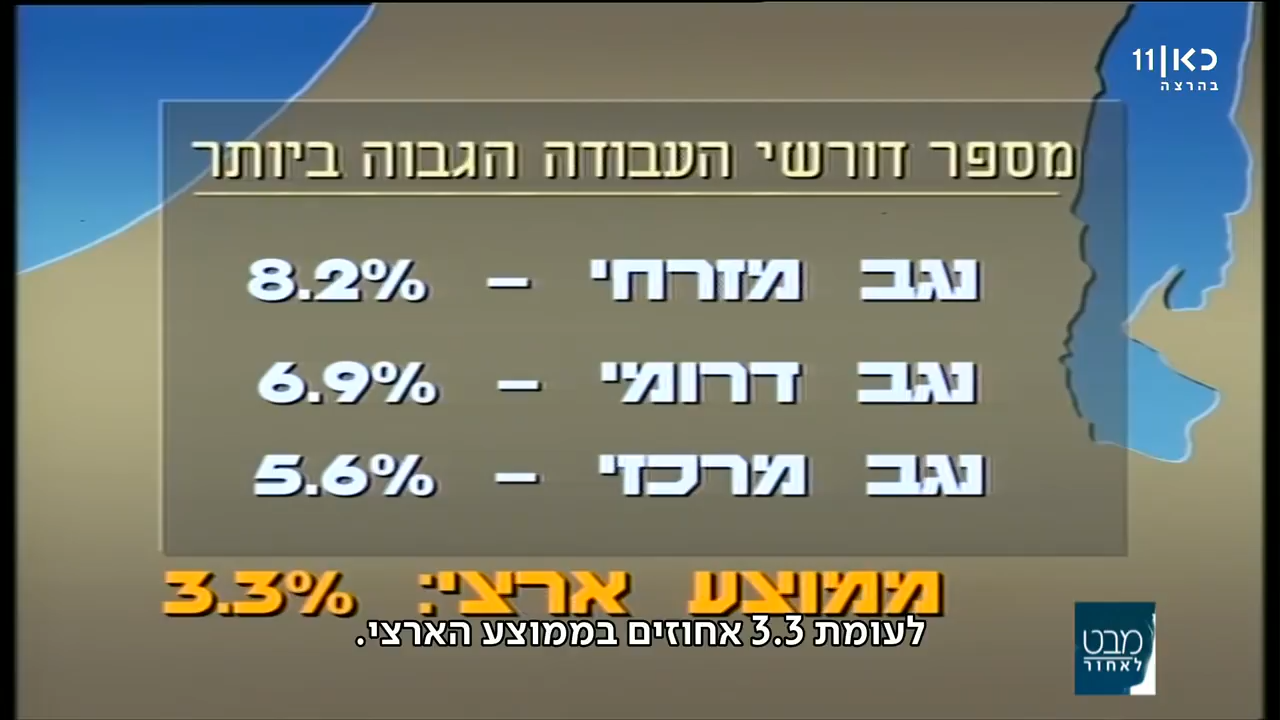 כאן 11
בהרצה
מספר דורשי העבודה הגבוה ביותר
נגב מזרחי - 8.2%
נגב דרומי - 6.9%
נגב מרכזי - 5.6%
ממוצע ארצי: 3.3%
לעומת 3.3 אחוזים בממוצע הארצי.
מבט
לאחור